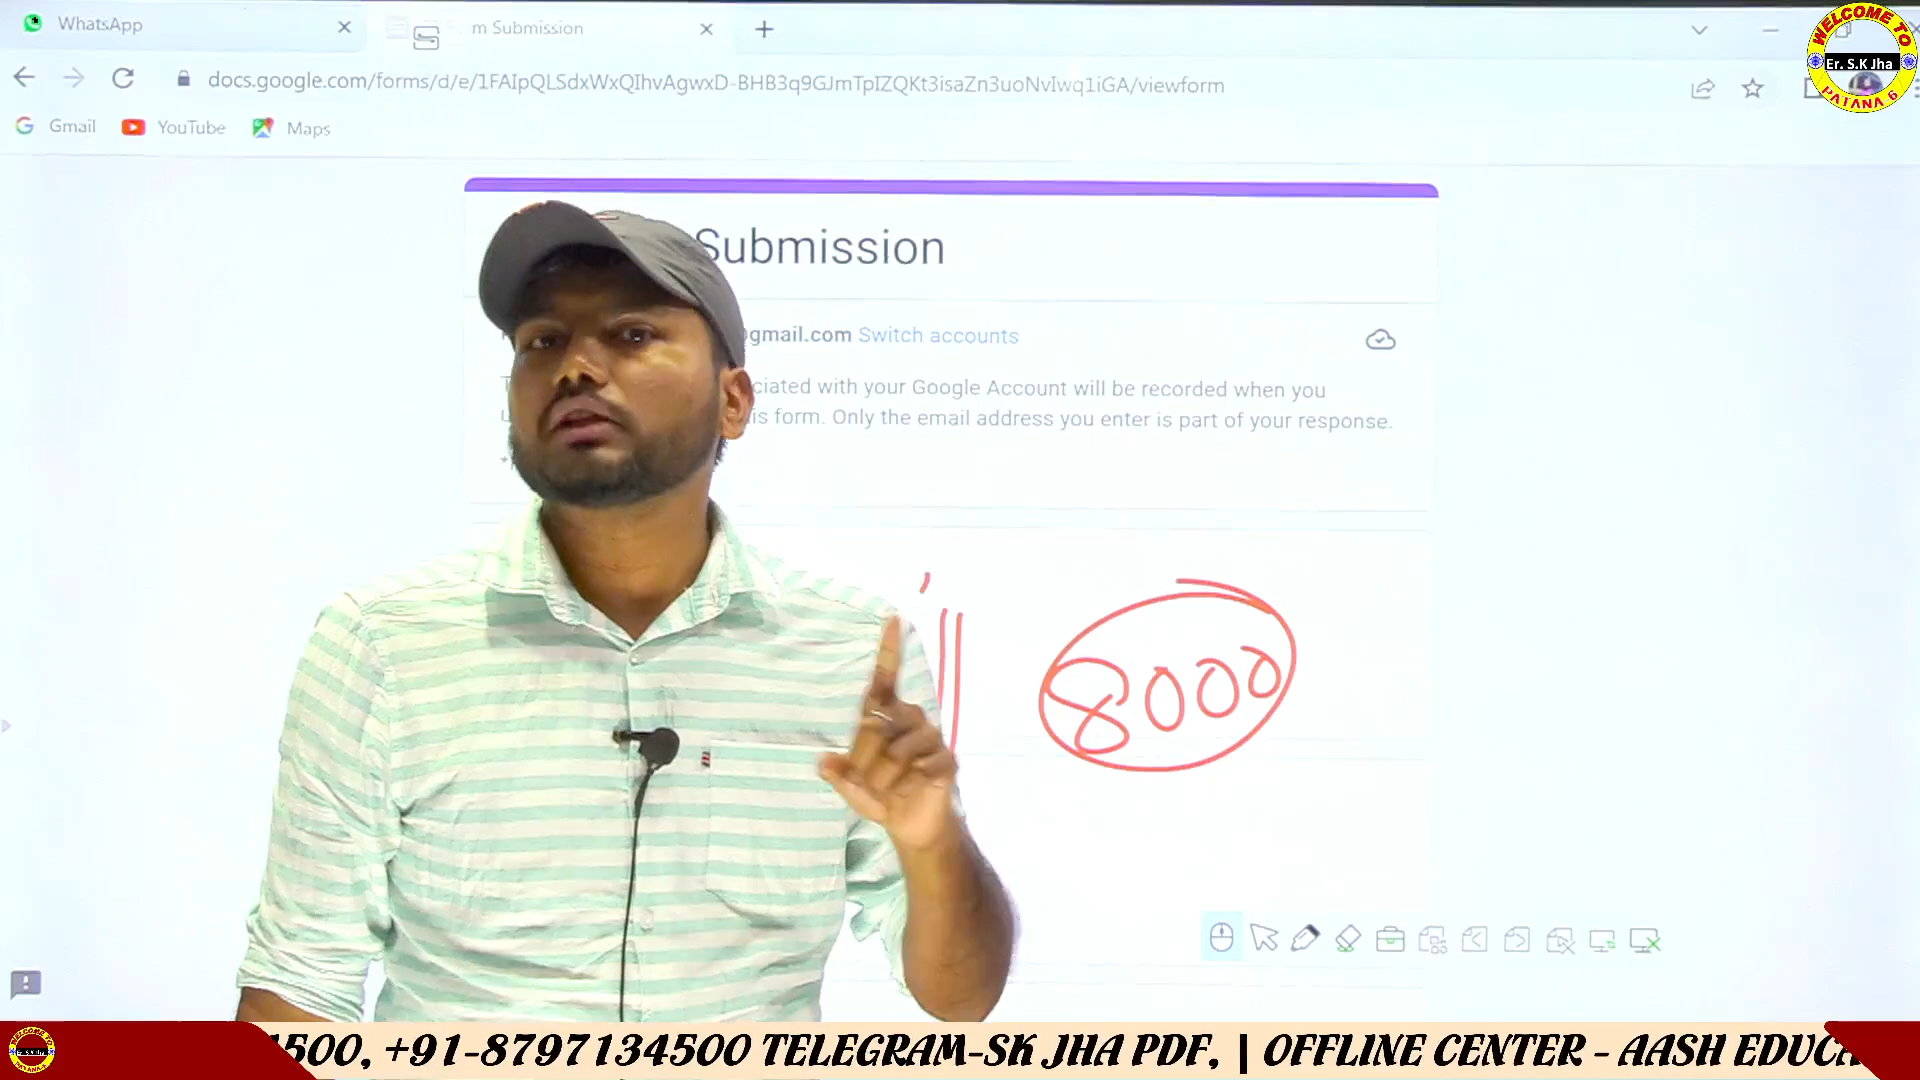 WhatsApp
m Submission
docs.google.com/forms/d/e/1FAIpQLSdxWxQIhvAgwxD-BHB3q9GJmTpIZQKt3isaZn3uoNvIwq1iGA/viewform
Gmail
YouTube
Maps
WELCOME TO
Er. S.K Jha
PATANA 6
Submission
@gmail.com Switch accounts
ciated with your Google Account will be recorded when you
is form. Only the email address you enter is part of your response.
8000
4500, +91-8797134500 TELEGRAM-SK JHA PDF, | OFFLINE CENTER - AASH EDUCA